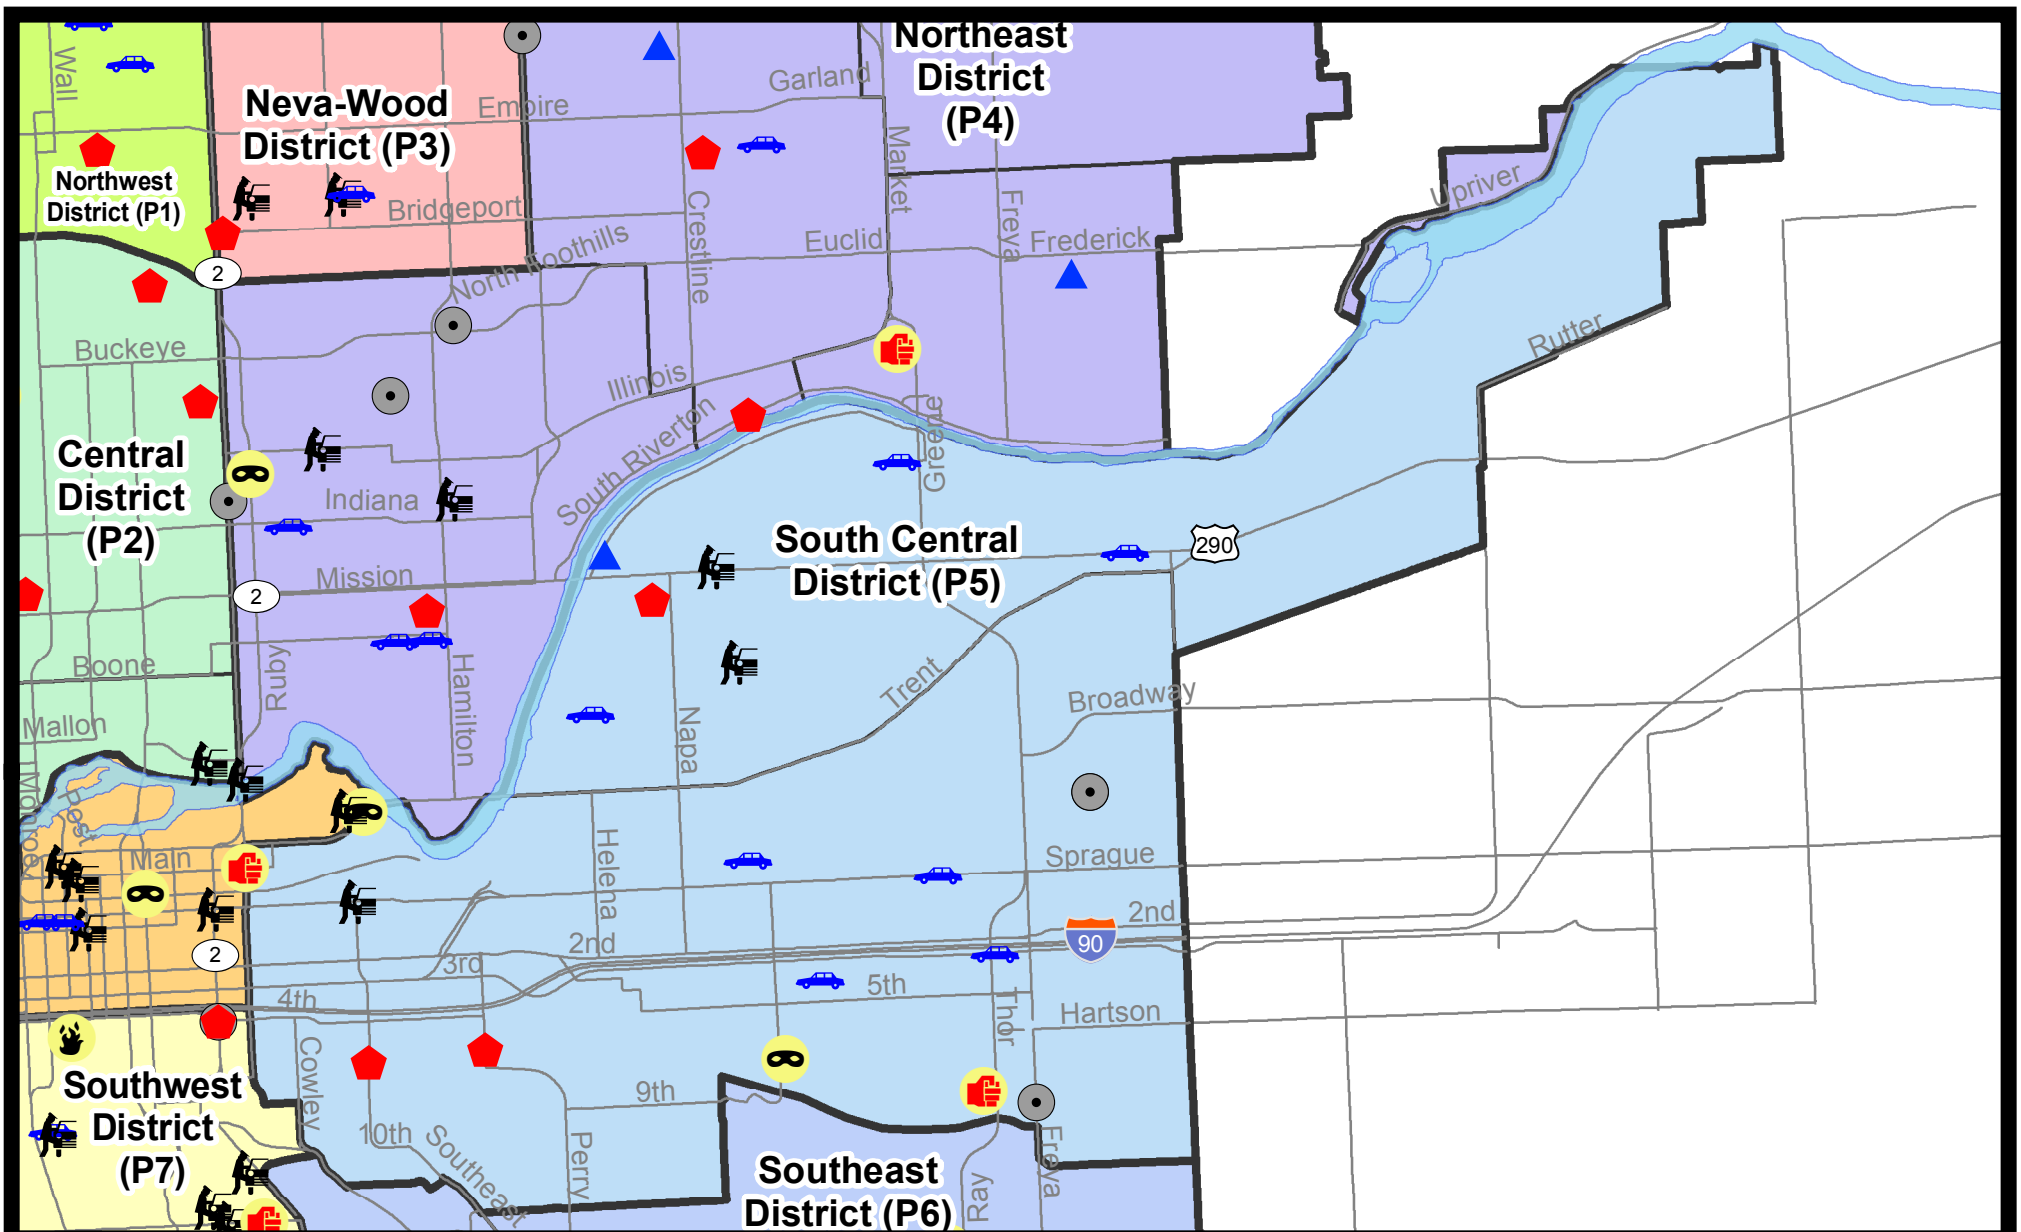 Northeast
District
(P4)
Wall
Garland
Neva-Wood
District (P3)
Empire
Market
Northwest
District (P1)
Bridgeport
Crestline
Freya
Upriver
Euclid
Frederick
North Foothills
2
Buckeye
Rutter
Illinois
South Riverton
Greene
Central
District
(P2)
Indiana
South Central
District (P5)
290
Mission
2
Boone
Ruby
Hamilton
Trent
Broadway
Napa
Mallon
Post
Main
Helena
Sprague
2nd
90
2nd
2
3rd
5th
4th
Thor
Hartson
Cowley
Southwest
District
(P7)
9th
10th
Southeast
Perry
Freya
Ray
Southeast
District (P6)